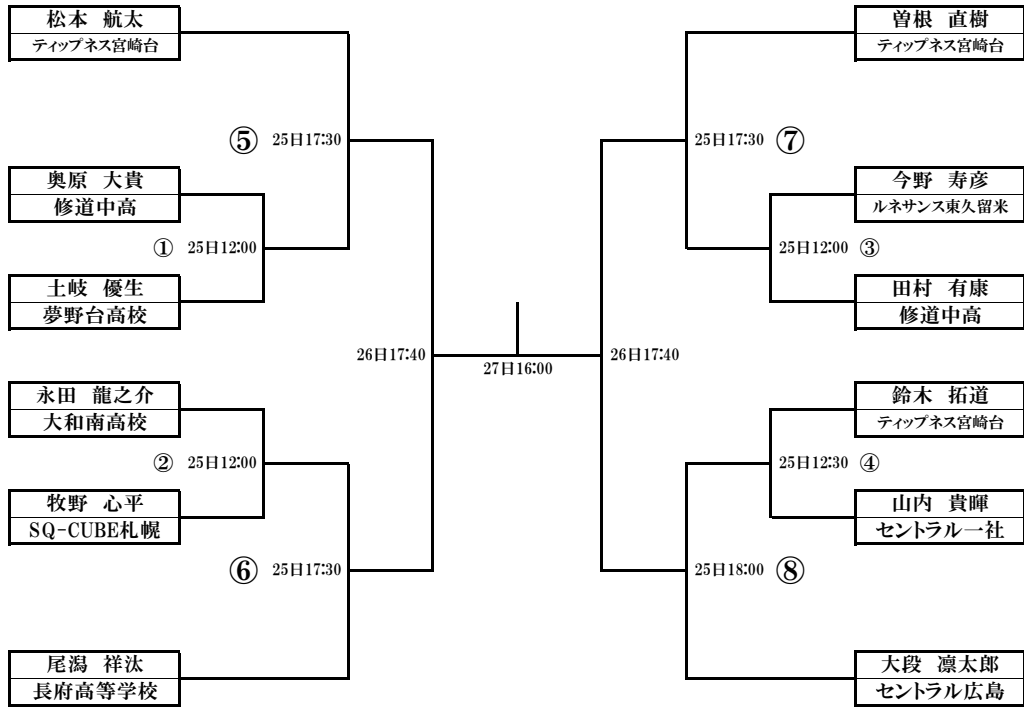 松本 航太
ティップネス宮崎台
⑤ 25日17:30
奥原 大貴
修道中高
① 25日12:00
土岐 優生
夢野台高校
26日17:40
永田 龍之介
大和南高校
② 25日12:00
牧野 心平
SQ-CUBE札幌
⑥ 25日17:30
尾潟 祥汰
長府高等学校
27日16:00
曽根 直樹
ティップネス宮崎台
25日17:30 ⑦
今野 寿彦
ルネサンス東久留米
25日12:00 ③
田村 有康
修道中高
26日17:40
鈴木 拓道
ティップネス宮崎台
25日12:30 ④
山内 貴暉
セントラル一社
25日18:00 ⑧
大段 凛太郎
セントラル広島